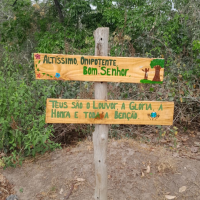 Altíssimo, Onipotente
Bom Senhor
Teus são o Louvor, a Glória, a
Honra e toda a Benção